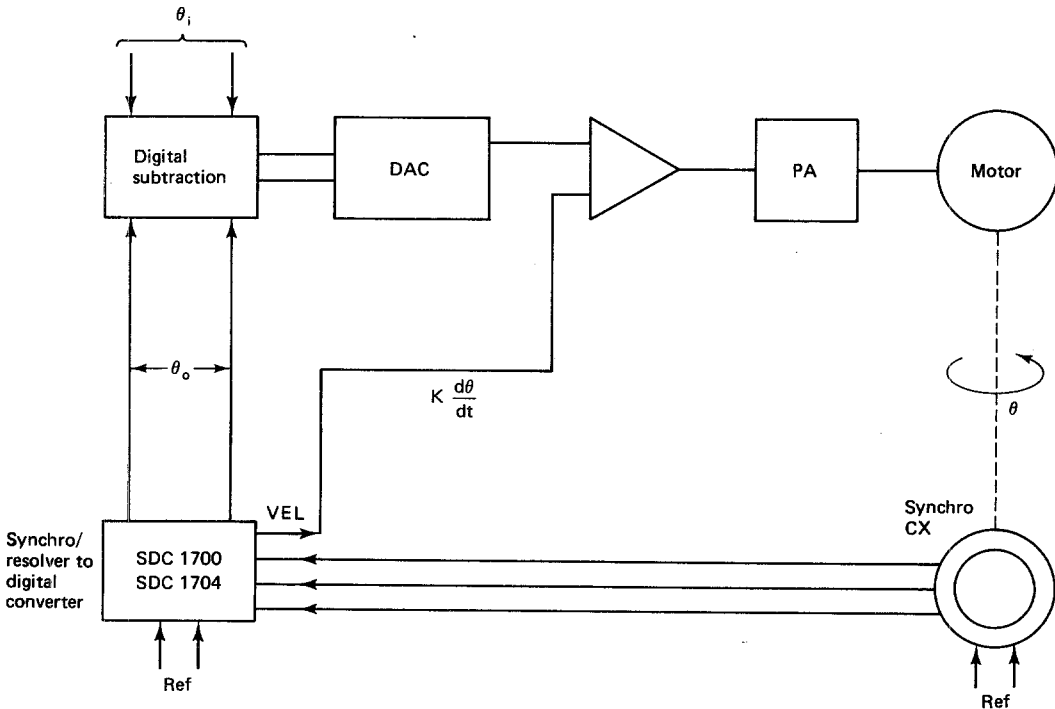 θi
Digital
subtraction
DAC
PA
Motor
θo
K dθ/dt
θ
VEL
Synchro
CX
Synchro/
resolver to
digital
converter
SDC 1700
SDC 1704
Ref
Ref